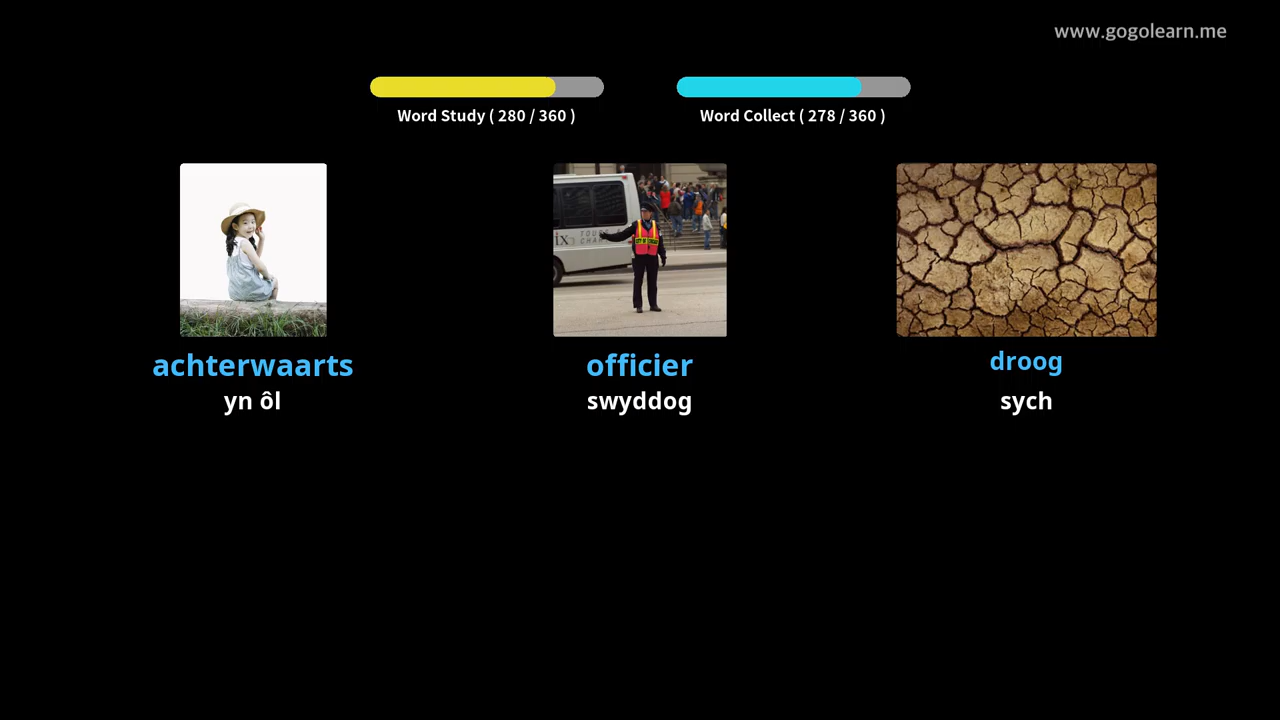 www.gogolearn.me
Word Study ( 280 / 360 )
Word Collect ( 278 / 360 )
achterwaarts
officier
droog
yn ôl
swyddog
sych